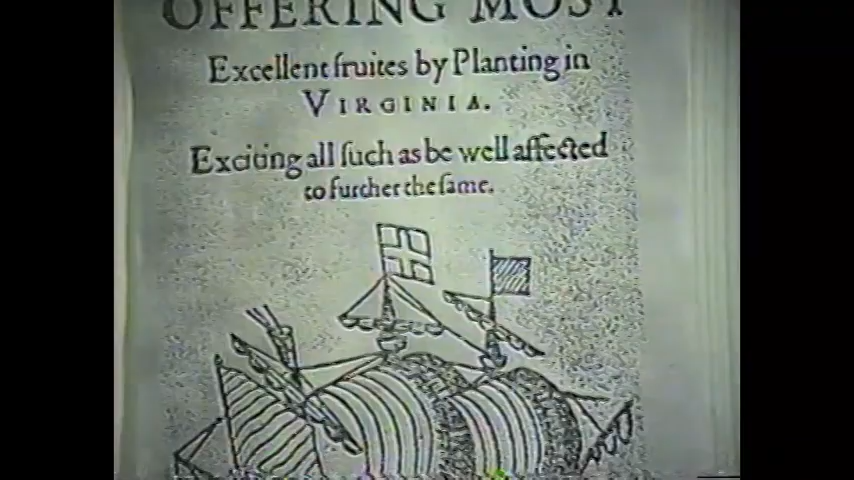 OFFERING MOST
Excellent fruites by Planting in
VIRGINIA.
Exciting all ſuch as be well affected
to further the ſame.